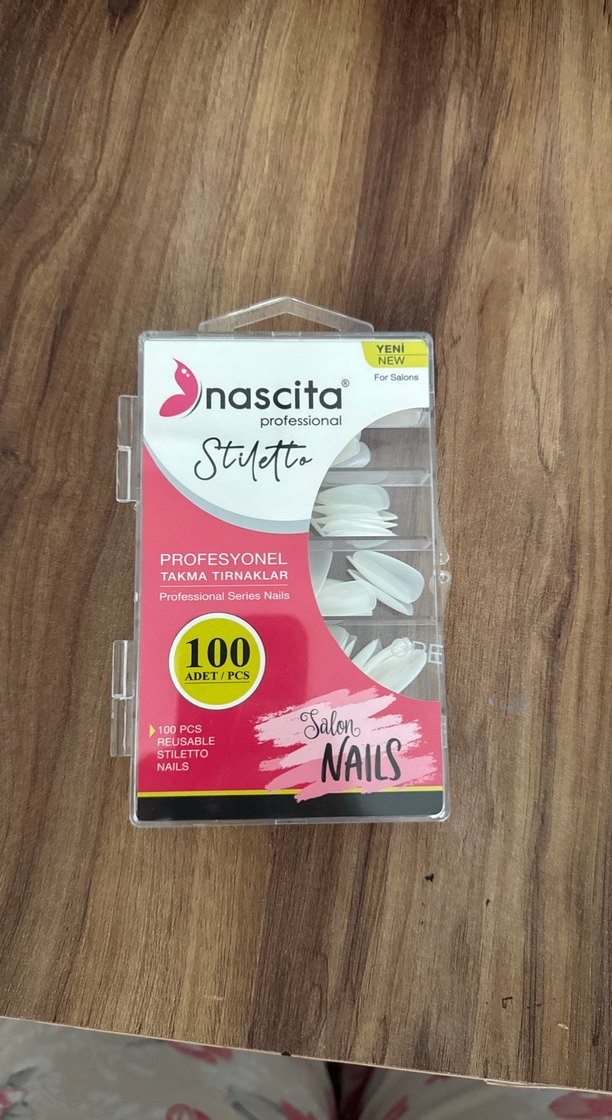 YENİ
NEW
For Salons
nascita®
professional
Stiletto
PROFESYONEL
TAKMA TIRNAKLAR
Professional Series Nails
100
ADET / PCS
100 PCS
REUSABLE
STILETTO
NAILS
Salon
NAILS